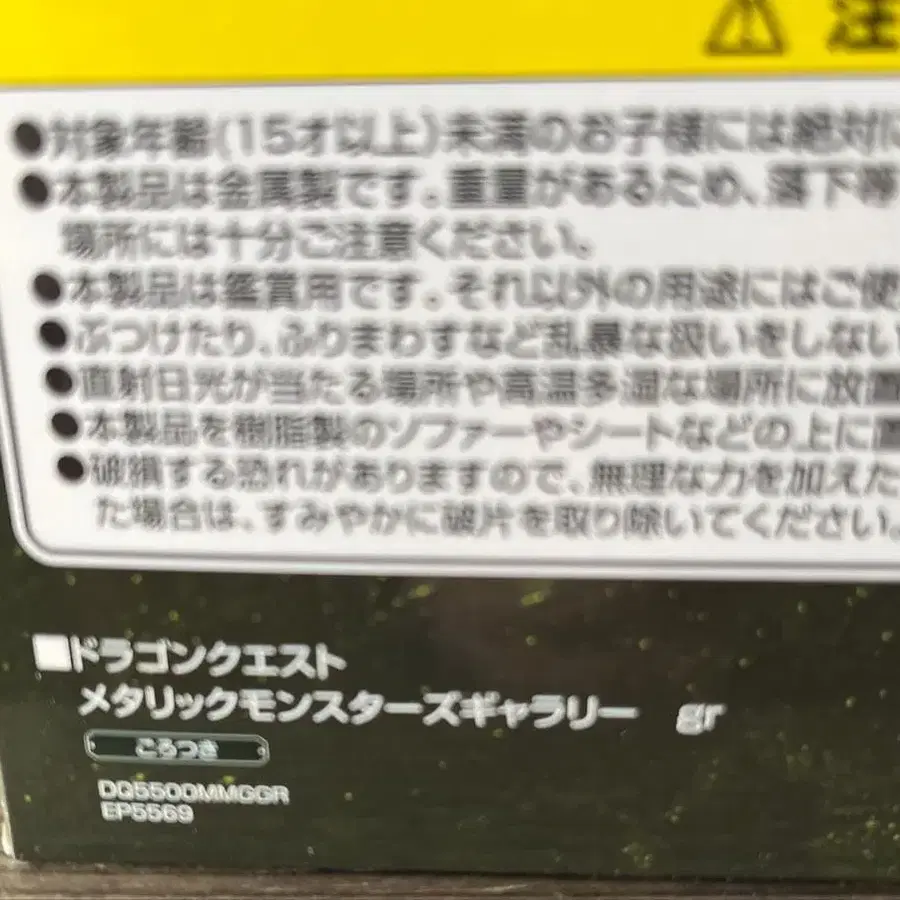 注
●対象年齢(15才以上)未満のお子様には絶対に
●本製品は金属製です。重量があるため、落下等
場所には十分ご注意ください。
●本製品は鑑賞用です。それ以外の用途にはご使
●ぶつけたり、ふりまわすなど乱暴な扱いをしない
●直射日光が当たる場所や高温多湿な場所に放置
●本製品を樹脂製のソファーやシートなどの上に直
●破損する恐れがありますので、無理な力を加えた
た場合は、すみやかに破片を取り除いてください。
■ドラゴンクエスト
メタリックモンスターズギャラリー gr
ごろつき
DQ5500MMGGR
EP5569